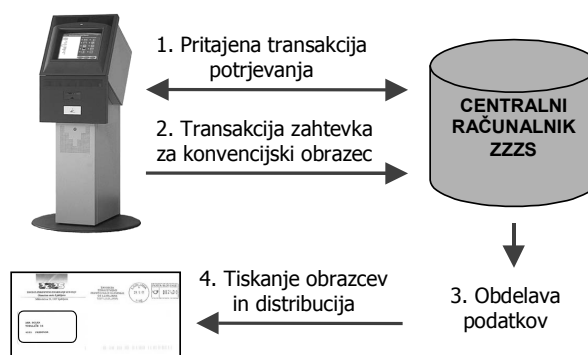 1. Pritajena transakcija
potrjevanja
2. Transakcija zahtevka
za konvencijski obrazec
CENTRALNI
RAČUNALNIK
ZZZS
3. Obdelava
podatkov
4. Tiskanje obrazcev
in distribucija